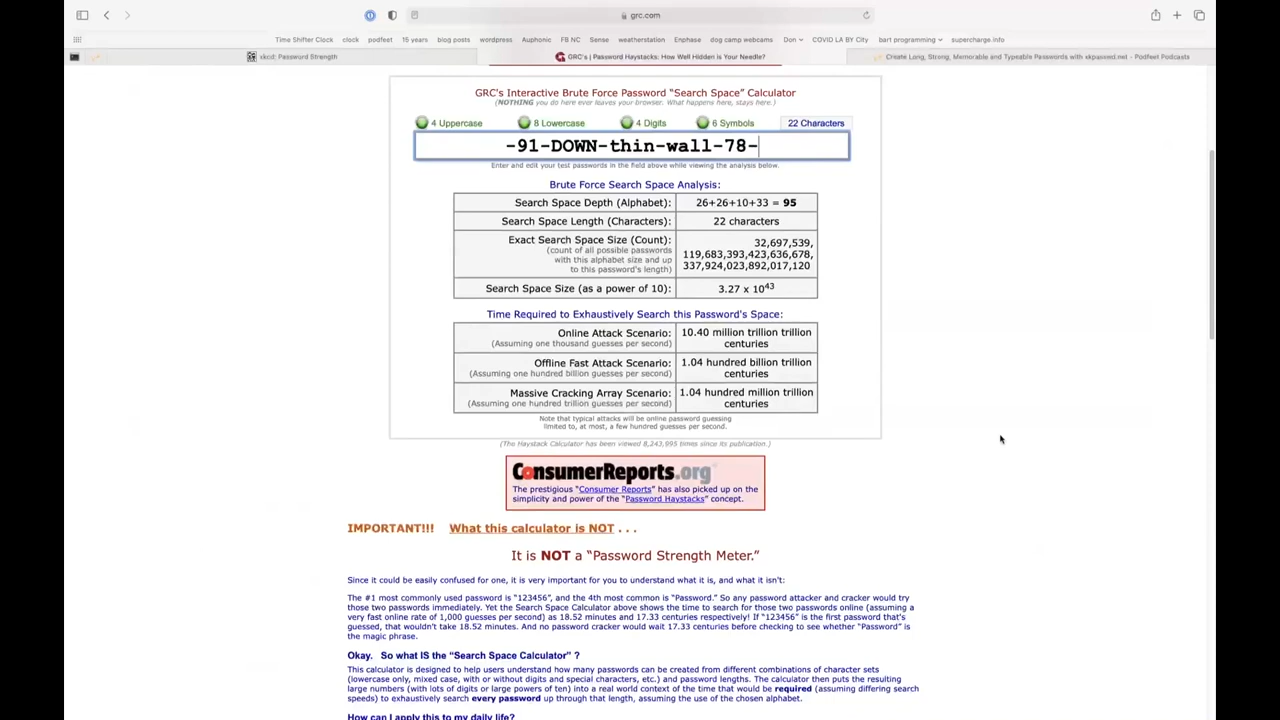 grc.com
Time Shifter Clock clock podfeet 15 years blog posts wordpress Auphonic FB NC Sense weatherstation Enphase dog camp webcams Don COVID LA BY City bart programming supercharge.info
xkcd: Password Strength
GRC's | Password Haystacks: How Well Hidden is Your Needle?
Create Long, Strong, Memorable and Typeable Passwords with xkpasswd.net - Podfeet Podcasts
GRC's Interactive Brute Force Password “Search Space” Calculator
(NOTHING you do here ever leaves your browser. What happens here, stays here.)
4 Uppercase 8 Lowercase 4 Digits 6 Symbols 22 Characters
-91-DOWN-thin-wall-78-
Enter and edit your test passwords in the field above while viewing the analysis below.
Brute Force Search Space Analysis:
Search Space Depth (Alphabet): 26+26+10+33 = 95
Search Space Length (Characters): 22 characters
Exact Search Space Size (Count):
(count of all possible passwords
with this alphabet size and up
to this password's length)
32,697,539,
119,683,393,423,636,678,
337,924,023,892,017,120
Search Space Size (as a power of 10): 3.27 x 10^43
Time Required to Exhaustively Search this Password's Space:
Online Attack Scenario:
(Assuming one thousand guesses per second)
10.40 million trillion trillion
centuries
Offline Fast Attack Scenario:
(Assuming one hundred billion guesses per second)
1.04 hundred billion trillion
centuries
Massive Cracking Array Scenario:
(Assuming one hundred trillion guesses per second)
1.04 hundred million trillion
centuries
Note that typical attacks will be online password guessing
limited to, at most, a few hundred guesses per second.
(The Haystack Calculator has been viewed 8,243,995 times since its publication.)
ConsumerReports.org
The prestigious “Consumer Reports” has also picked up on the
simplicity and power of the “Password Haystacks” concept.
IMPORTANT!!! What this calculator is NOT . . .
It is NOT a “Password Strength Meter.”
Since it could be easily confused for one, it is very important for you to understand what it is, and what it isn't:
The #1 most commonly used password is “123456”, and the 4th most common is “Password.” So any password attacker and cracker would try
those two passwords immediately. Yet the Search Space Calculator above shows the time to search for those two passwords online (assuming a
very fast online rate of 1,000 guesses per second) as 18.52 minutes and 17.33 centuries respectively! If “123456” is the first password that's
guessed, that wouldn't take 18.52 minutes. And no password cracker would wait 17.33 centuries before checking to see whether “Password” is
the magic phrase.
Okay. So what IS the “Search Space Calculator” ?
This calculator is designed to help users understand how many passwords can be created from different combinations of character sets
(lowercase only, mixed case, with or without digits and special characters, etc.) and password lengths. The calculator then puts the resulting
large numbers (with lots of digits or large powers of ten) into a real world context of the time that would be required (assuming differing search
speeds) to exhaustively search every password up through that length, assuming the use of the chosen alphabet.
How can I apply this to my daily life?